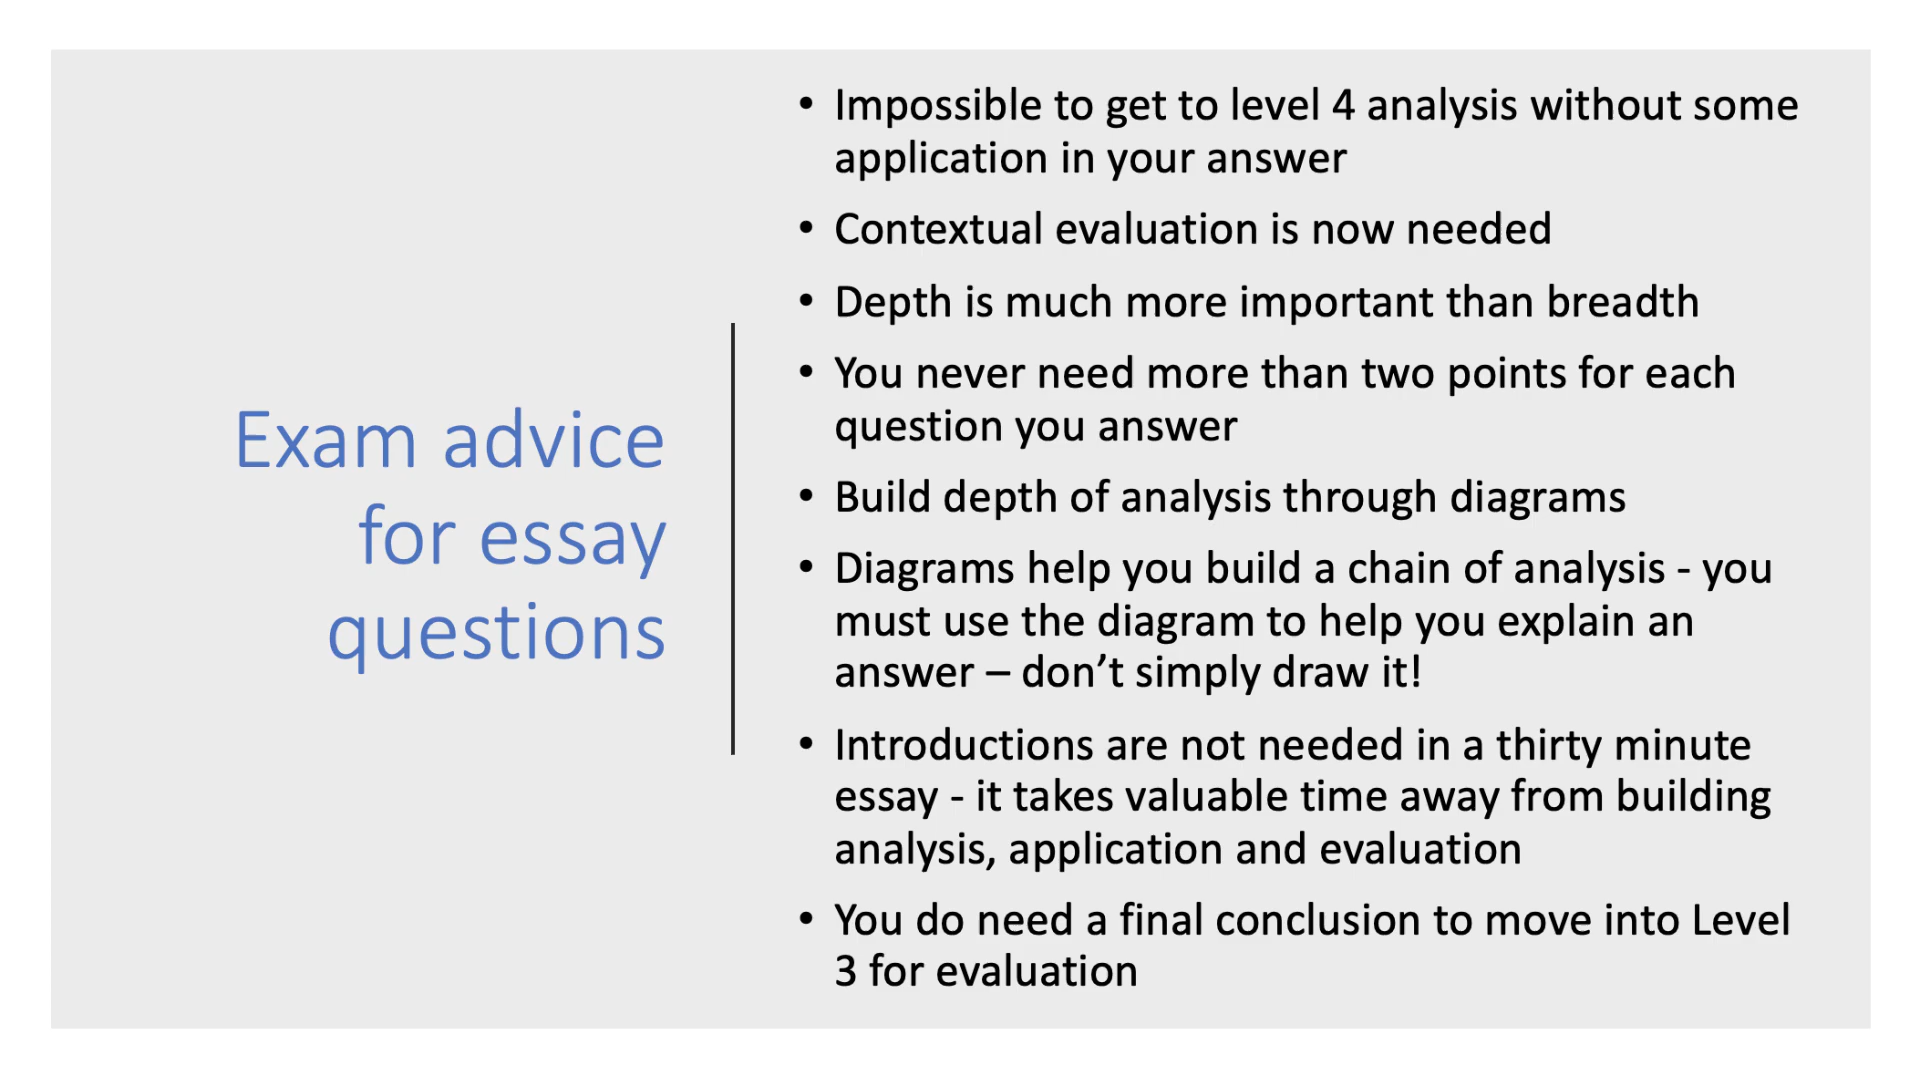 Exam advice
for essay
questions
• Impossible to get to level 4 analysis without some
application in your answer
• Contextual evaluation is now needed
• Depth is much more important than breadth
• You never need more than two points for each
question you answer
• Build depth of analysis through diagrams
• Diagrams help you build a chain of analysis - you
must use the diagram to help you explain an
answer – don’t simply draw it!
• Introductions are not needed in a thirty minute
essay - it takes valuable time away from building
analysis, application and evaluation
• You do need a final conclusion to move into Level
3 for evaluation